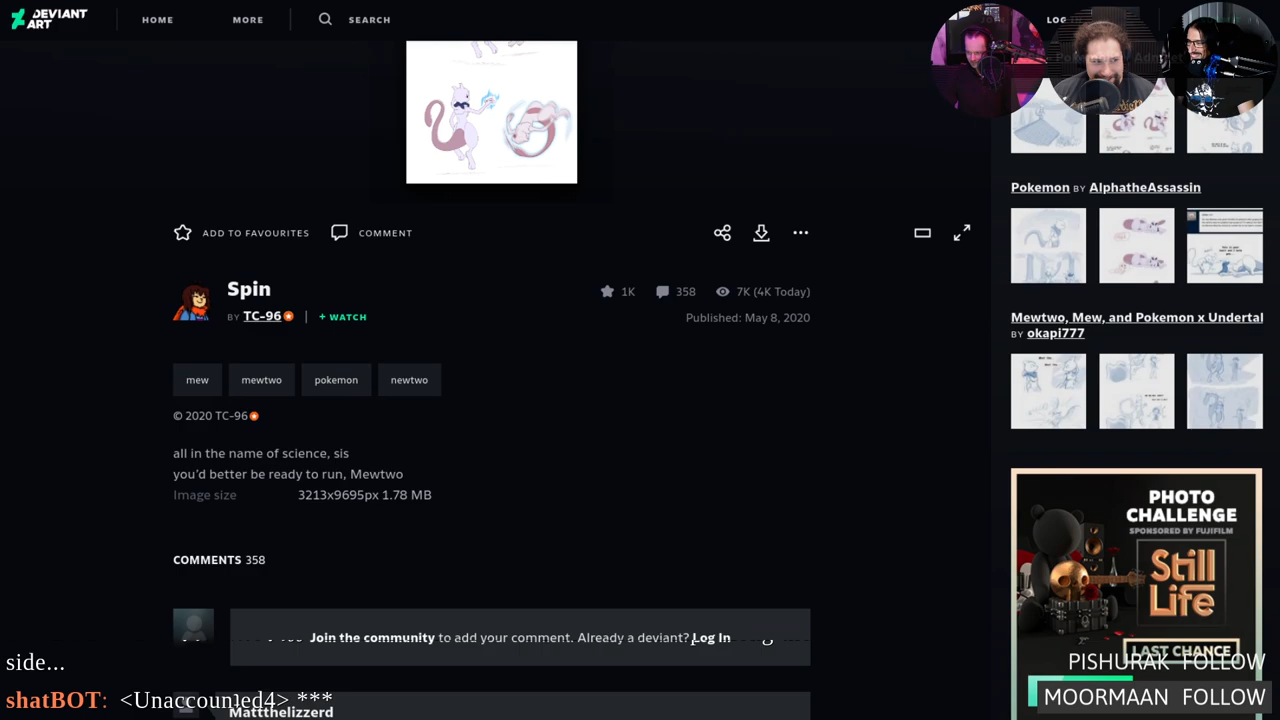 DEVIANT
ART
HOME
MORE
SEARCH
LOG
ADD TO FAVOURITES
COMMENT
Spin
BY TC-96
+ WATCH
1K
358
7K (4K Today)
Published: May 8, 2020
mew
mewtwo
pokemon
newtwo
© 2020 TC-96
all in the name of science, sis
you'd better be ready to run, Mewtwo
Image size 3213x9695px 1.78 MB
COMMENTS 358
Join the community to add your comment. Already a deviant? Log In
Mattthelizzerd
Pokemon BY AlphatheAssassin
Mewtwo, Mew, and Pokemon x Undertal
BY okapi777
PHOTO
CHALLENGE
SPONSORED BY FUJIFILM
Still
Life
LAST CHANCE
side...
shatBOT: <Unaccounted4> ***
PISHURAK FOLLOW
MOORMAAN FOLLOW